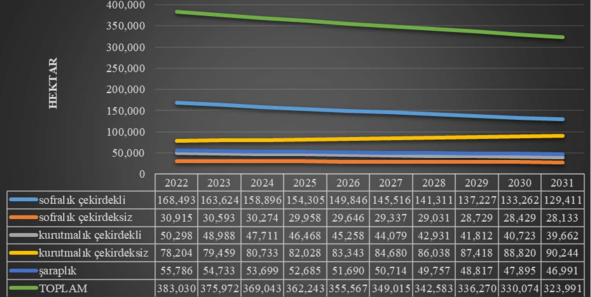 400,000
350,000
300,000
250,000
200,000
150,000
100,000
50,000
0
HEKTAR
2022 2023 2024 2025 2026 2027 2028 2029 2030 2031
sofralık çekirdekli 168,493 163,624 158,896 154,305 149,846 145,516 141,311 137,227 133,262 129,411
sofralık çekirdeksiz 30,915 30,593 30,274 29,958 29,646 29,337 29,031 28,729 28,429 28,133
kurutmalık çekirdekli 50,298 48,988 47,711 46,468 45,258 44,079 42,931 41,812 40,723 39,662
kurutmalık çekirdeksiz 78,204 79,459 80,733 82,028 83,343 84,680 86,038 87,418 88,820 90,244
şaraplık 55,786 54,733 53,699 52,685 51,690 50,714 49,757 48,817 47,895 46,991
TOPLAM 383,030 375,972 369,043 362,243 355,567 349,015 342,583 336,270 330,074 323,991